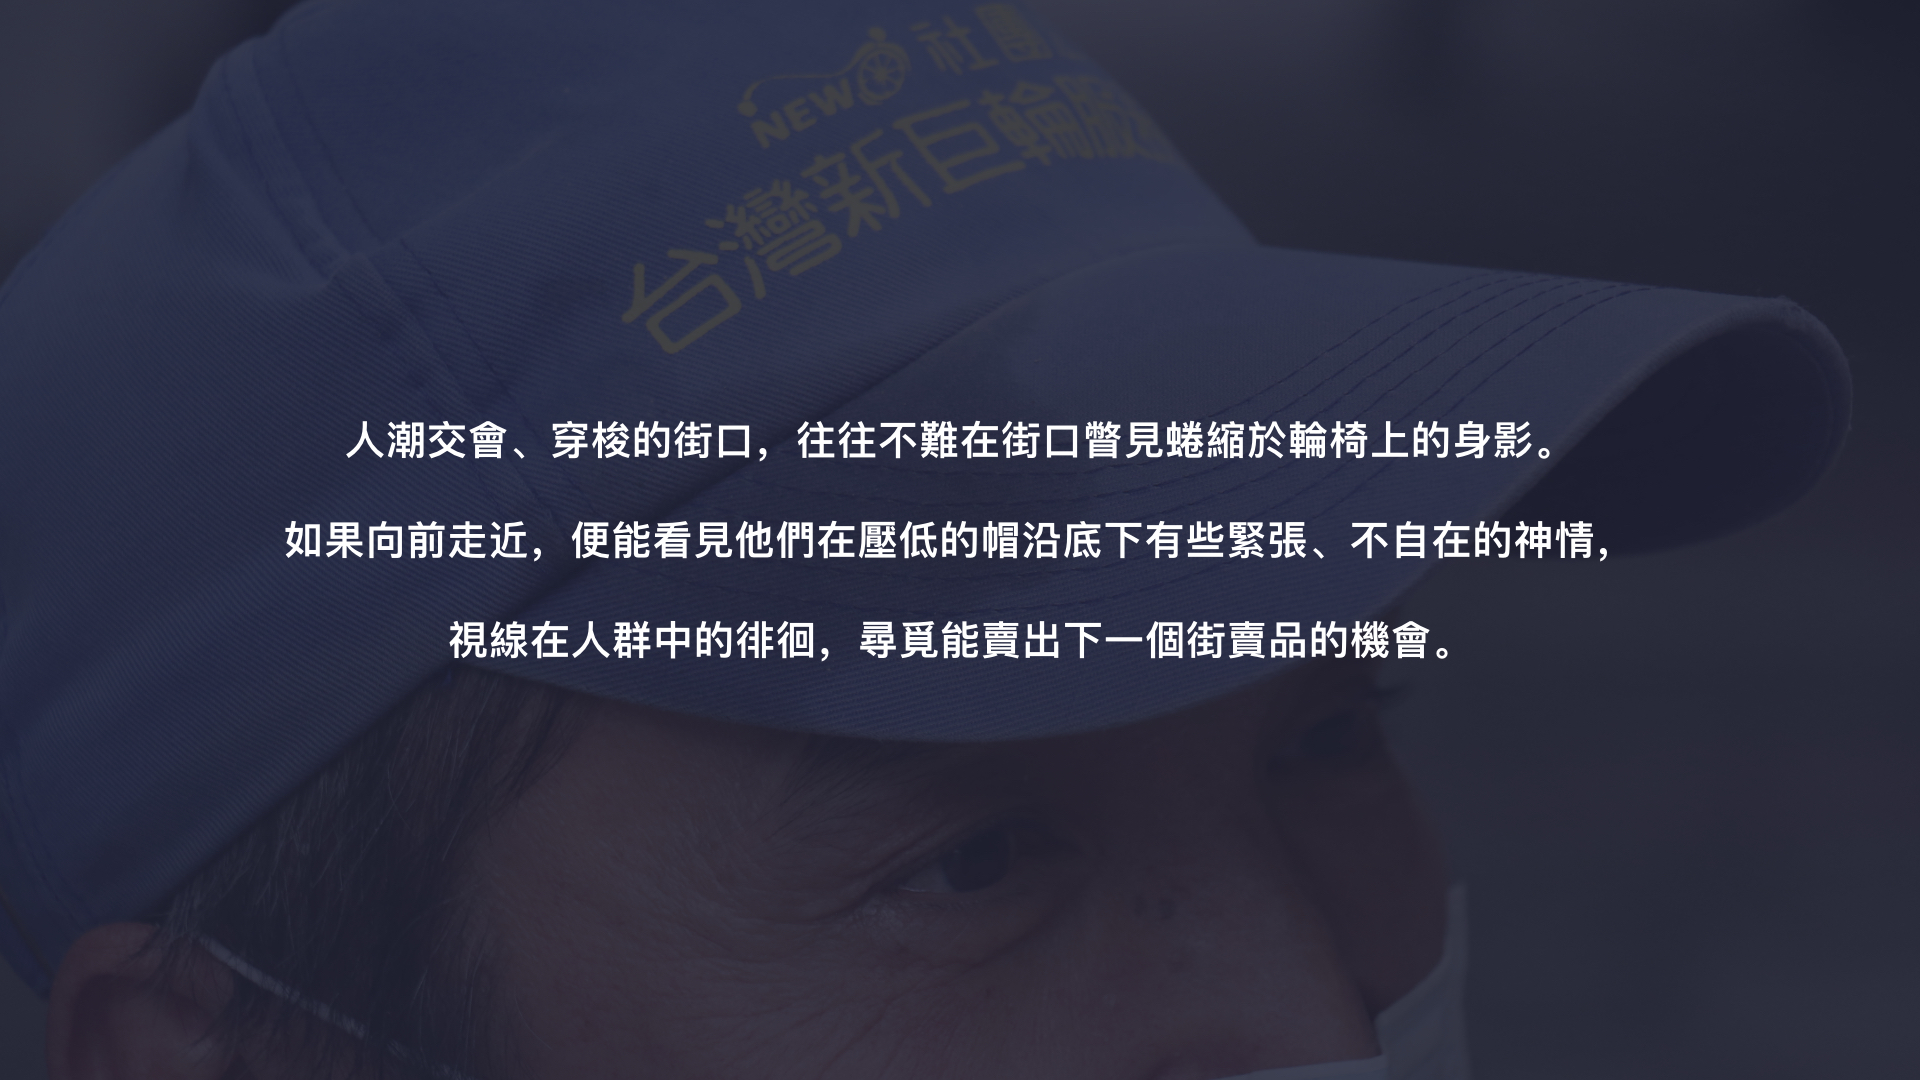 社團
NEW
台灣新巨輪服
人潮交會、穿梭的街口，往往不難在街口瞥見蜷縮於輪椅上的身影。
如果向前走近，便能看見他們在壓低的帽沿底下有些緊張、不自在的神情，
視線在人群中的徘徊，尋覓能賣出下一個街賣品的機會。